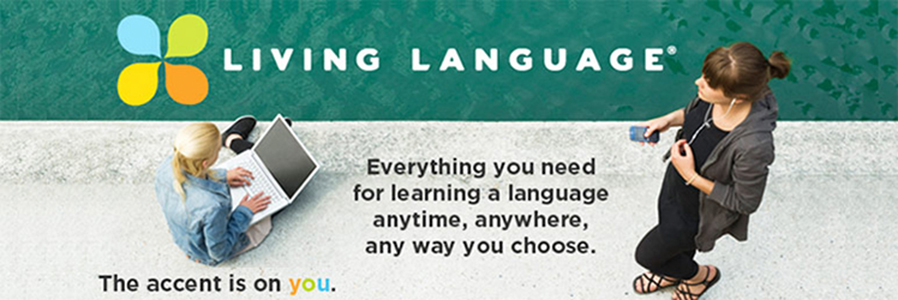 LIVING LANGUAGE®
Everything you need
for learning a language
anytime, anywhere,
any way you choose.
The accent is on you.